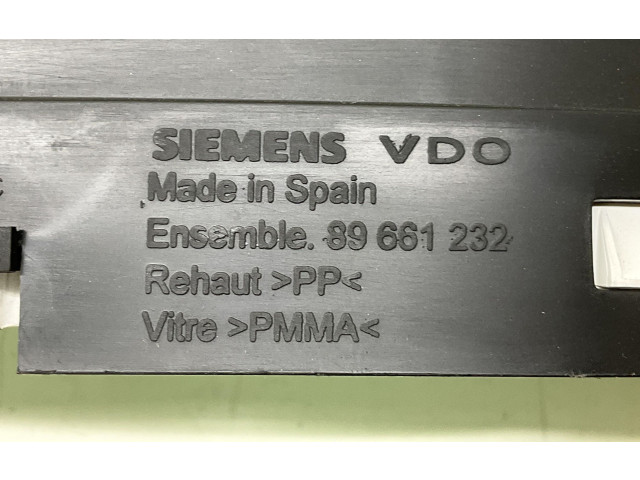 SIEMENS VDO
Made in Spain
Ensemble. 89 661 232
Rehaut >PP<
Vitre >PMMA<